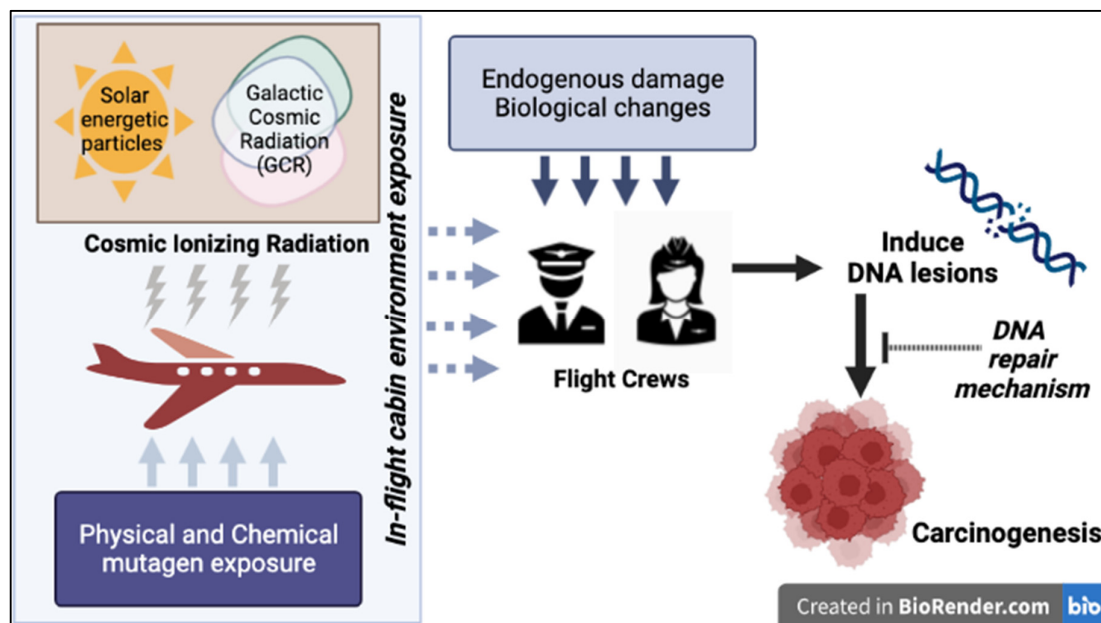 Solar
energetic
particles
Galactic
Cosmic
Radiation
(GCR)
Cosmic Ionizing Radiation
Physical and Chemical
mutagen exposure
In-flight cabin environment exposure
Endogenous damage
Biological changes
Flight Crews
Induce
DNA lesions
DNA
repair
mechanism
Carcinogenesis
Created in BioRender.com
bio